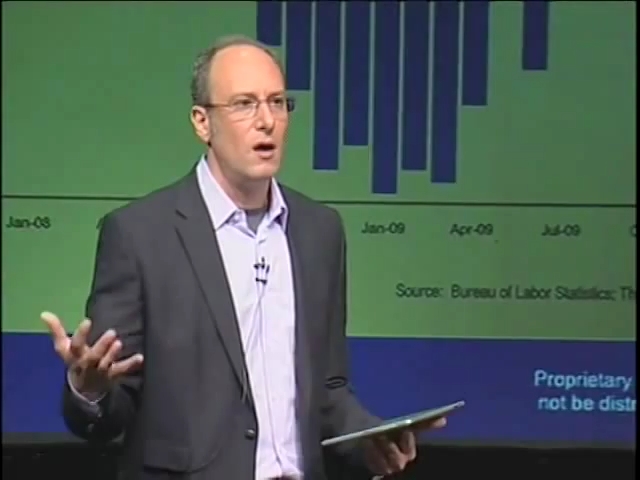 Jan-08
Jan-09
Apr-09
Jul-09
Source: Bureau of Labor Statistics; Th
Proprietary
not be distr